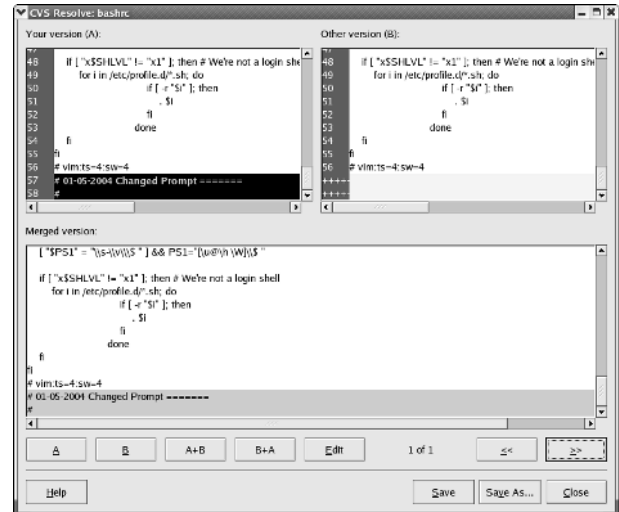 CVS Resolve: bashrc
Your version (A):
Other version (B):
47
48 if [ "x$SHLVL" != "x1" ]; then # We're not a login she
49 for i in /etc/profile.d/*.sh; do
50 if [ -r "$i" ]; then
51 . $i
52 fi
53 done
54 fi
55 fi
56 # vim:ts=4:sw=4
57 # 01-05-2004 Changed Prompt =======
58 #
47
48 if [ "x$SHLVL" != "x1" ]; then # We're not a login she
49 for i in /etc/profile.d/*.sh; do
50 if [ -r "$i" ]; then
51 . $i
52 fi
53 done
54 fi
55 fi
56 # vim:ts=4:sw=4
++++
++++
Merged version:
[ "$PS1" = "\\s-\\v\\\$ " ] && PS1="[\u@\h \W]\\$ "
if [ "x$SHLVL" != "x1" ]; then # We're not a login shell
for i in /etc/profile.d/*.sh; do
if [ -r "$i" ]; then
. $i
fi
done
fi
fi
# vim:ts=4:sw=4
# 01-05-2004 Changed Prompt =======
#
A B A+B B+A Edit 1 of 1 << >>
Help Save Save As... Close